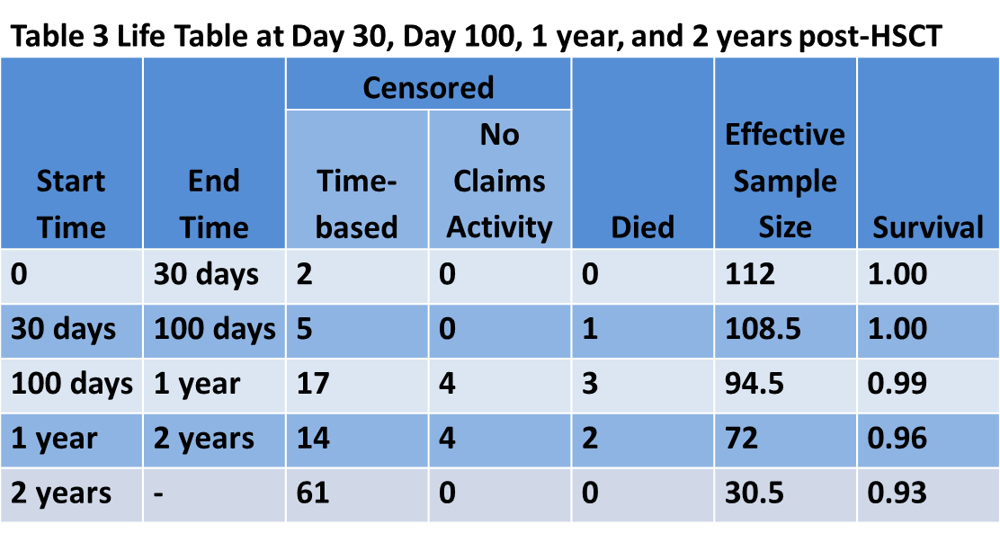 Table 3 Life Table at Day 30, Day 100, 1 year, and 2 years post-HSCT
Start Time End Time Censored Died Effective Sample Size Survival
Time-based No Claims Activity
0 30 days 2 0 0 112 1.00
30 days 100 days 5 0 1 108.5 1.00
100 days 1 year 17 4 3 94.5 0.99
1 year 2 years 14 4 2 72 0.96
2 years - 61 0 0 30.5 0.93